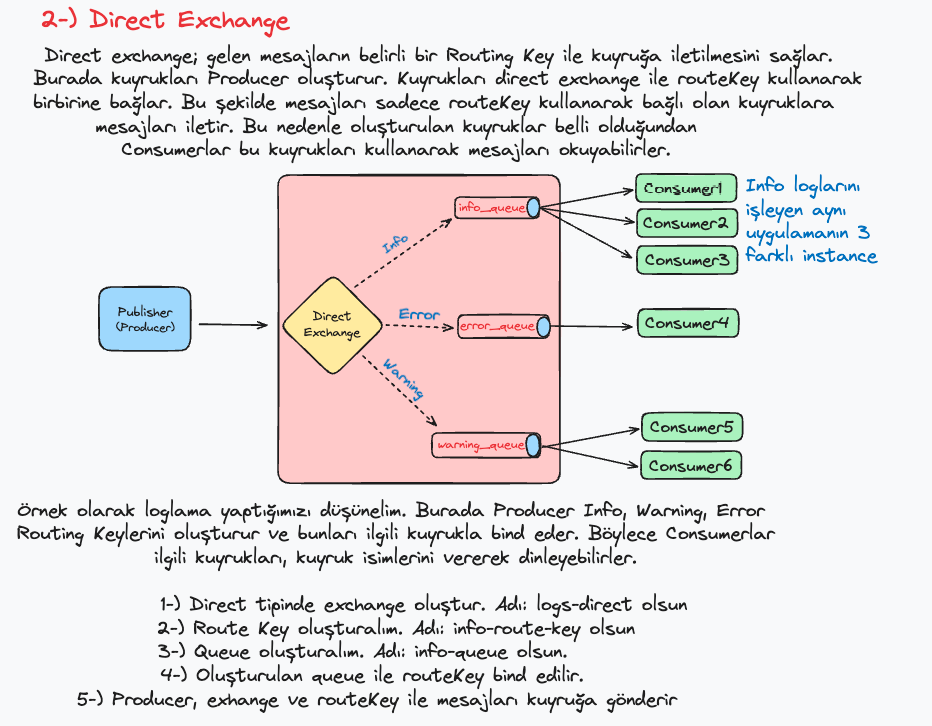 2-) Direct Exchange
Direct exchange; gelen mesajların belirli bir Routing Key ile kuyruğa iletilmesini sağlar.
Burada kuyrukları Producer oluşturur. Kuyrukları direct exchange ile routeKey kullanarak
birbirine bağlar. Bu şekilde mesajları sadece routeKey kullanarak bağlı olan kuyruklara
mesajları iletir. Bu nedenle oluşturulan kuyruklar belli olduğundan
Consumerlar bu kuyrukları kullanarak mesajları okuyabilirler.
Publisher
(Producer)
Direct
Exchange
Info
Error
Warning
info_queue
error_queue
warning_queue
Consumer1
Consumer2
Consumer3
Info loglarını
işleyen aynı
uygulamanın 3
farklı instance
Consumer4
Consumer5
Consumer6
Örnek olarak loglama yaptığımızı düşünelim. Burada Producer Info, Warning, Error
Routing Keylerini oluşturur ve bunları ilgili kuyrukla bind eder. Böylece Consumerlar
ilgili kuyrukları, kuyruk isimlerini vererek dinleyebilirler.
1-) Direct tipinde exchange oluştur. Adı: logs-direct olsun
2-) Route Key oluşturalım. Adı: info-route-key olsun
3-) Queue oluşturalım. Adı: info-queue olsun.
4-) Oluşturulan queue ile routeKey bind edilir.
5-) Producer, exhange ve routeKey ile mesajları kuyruğa gönderir